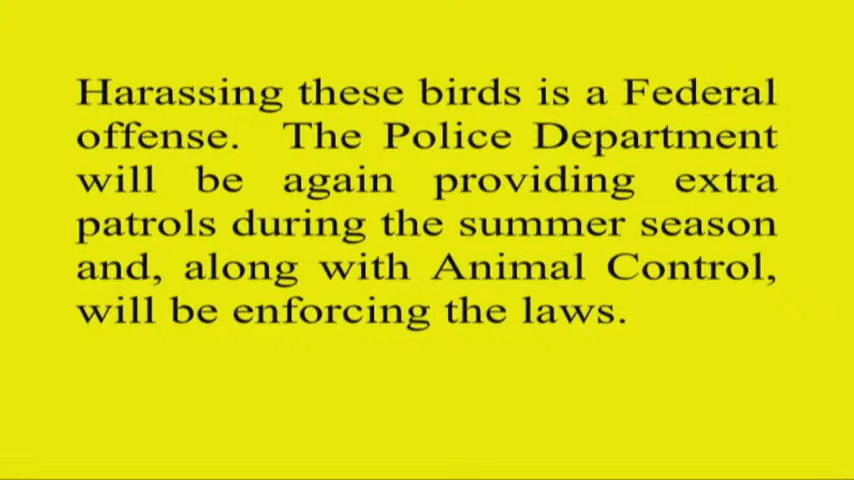 Harassing these birds is a Federal
offense. The Police Department
will be again providing extra
patrols during the summer season
and, along with Animal Control,
will be enforcing the laws.